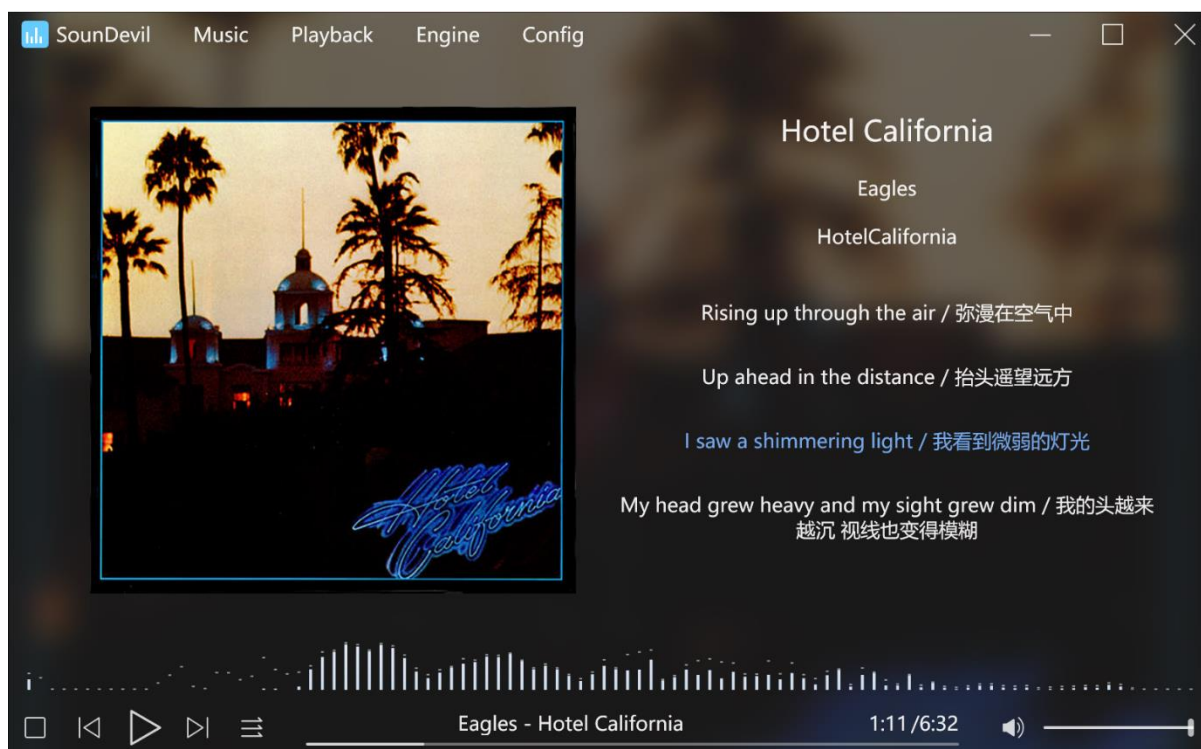 SounDevil Music Playback Engine Config
Hotel California
Eagles
HotelCalifornia
Rising up through the air / 弥漫在空气中
Up ahead in the distance / 抬头遥望远方
I saw a shimmering light / 我看到微弱的灯光
My head grew heavy and my sight grew dim / 我的头越来
越沉 视线也变得模糊
Hotel
California
Eagles - Hotel California 1:11/6:32